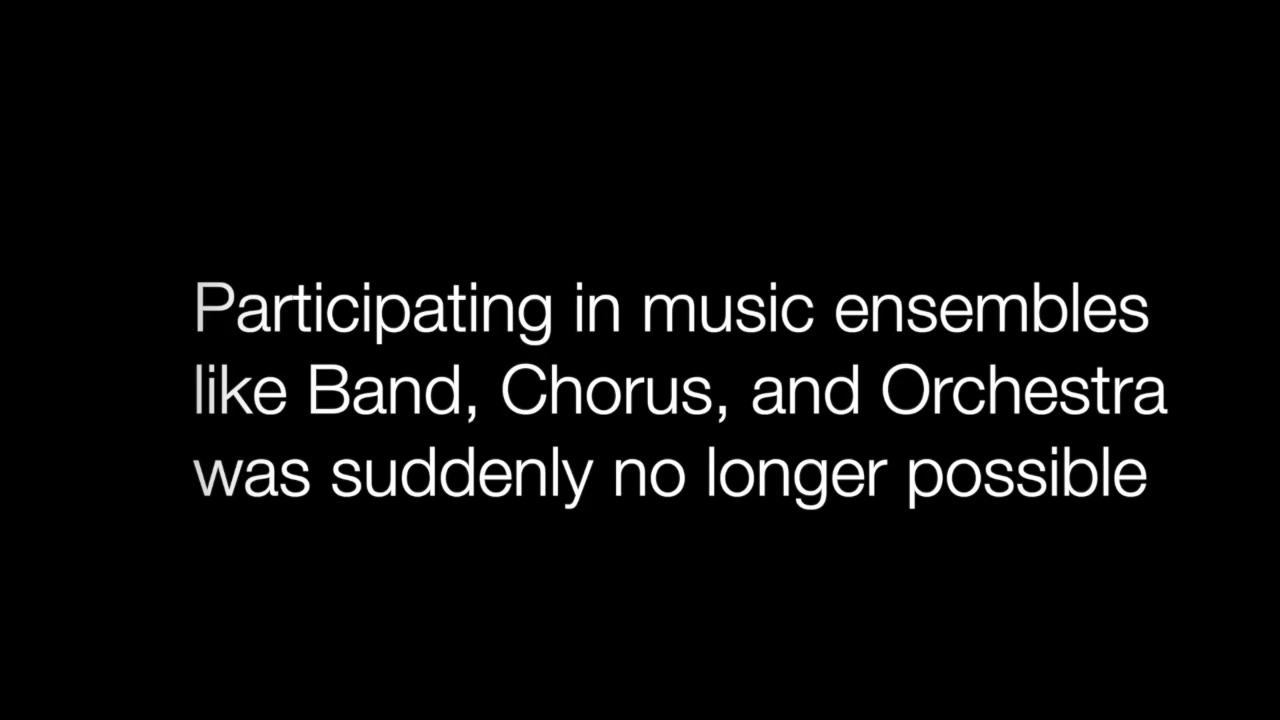 Participating in music ensembles
like Band, Chorus, and Orchestra
was suddenly no longer possible